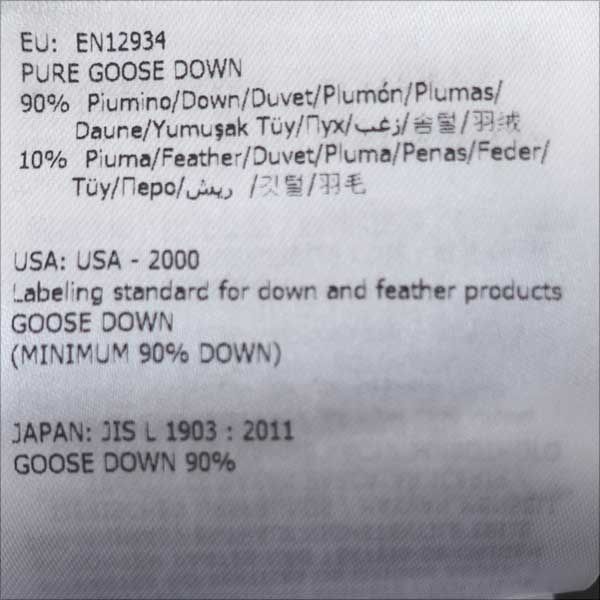 EU: EN12934
PURE GOOSE DOWN
90% Piumino/Down/Duvet/Plumón/Plumas/
Daune/Yumuşak Tüy/Пух/زغب/솜털/羽绒
10% Piuma/Feather/Duvet/Pluma/Penas/Feder/
Tüy/Перо/ريش /깃털/羽毛
USA: USA - 2000
Labeling standard for down and feather products
GOOSE DOWN
(MINIMUM 90% DOWN)
JAPAN: JIS L 1903 : 2011
GOOSE DOWN 90%